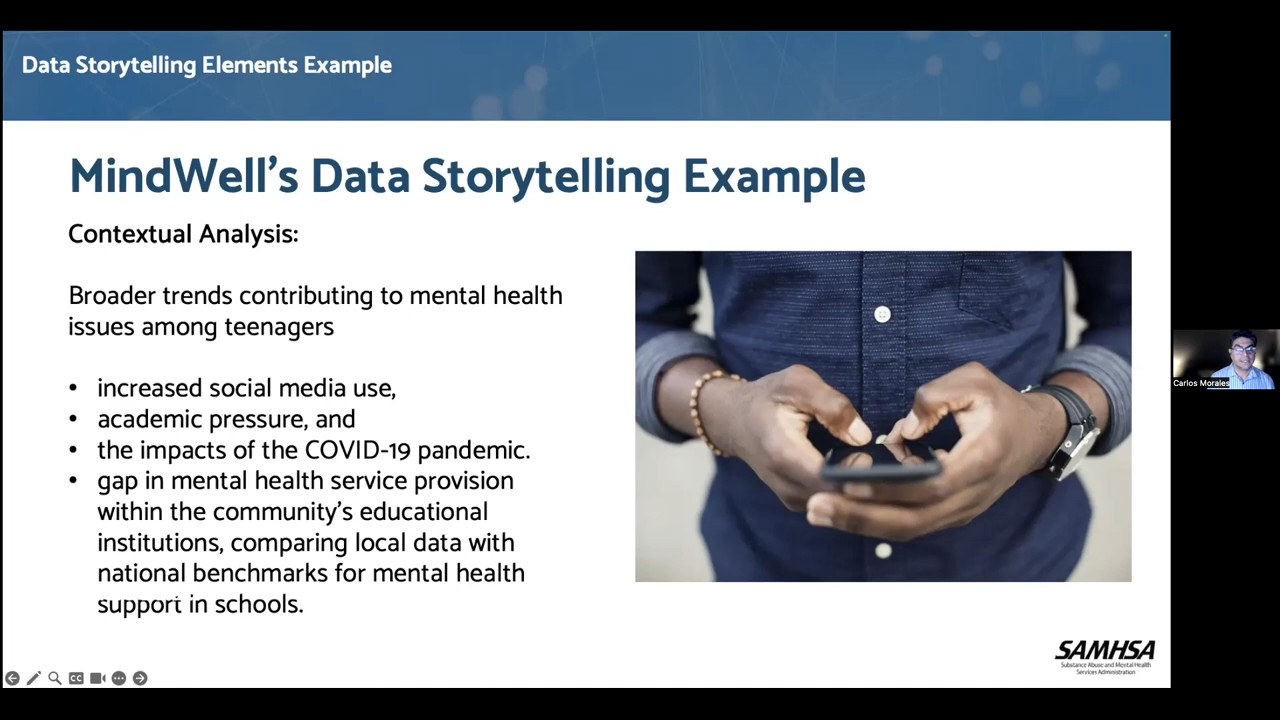 Data Storytelling Elements Example
MindWell's Data Storytelling Example
Contextual Analysis:
Broader trends contributing to mental health
issues among teenagers
• increased social media use,
• academic pressure, and
• the impacts of the COVID-19 pandemic.
• gap in mental health service provision
within the community's educational
institutions, comparing local data with
national benchmarks for mental health
support in schools.
Carlos Morales
SAMHSA
Substance Abuse and Mental Health
Services Administration
CC